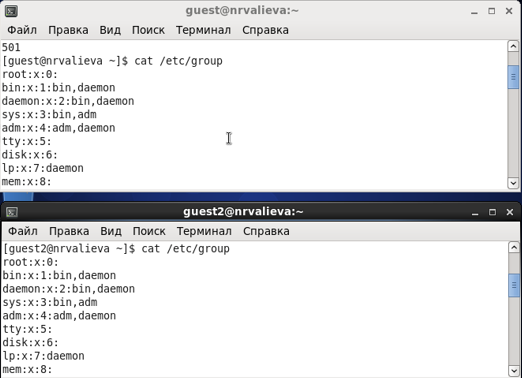 guest@nrvalieva:~
Файл Правка Вид Поиск Терминал Справка
501
[guest@nrvalieva ~]$ cat /etc/group
root:x:0:
bin:x:1:bin,daemon
daemon:x:2:bin,daemon
sys:x:3:bin,adm
adm:x:4:adm,daemon
tty:x:5:
disk:x:6:
lp:x:7:daemon
mem:x:8:
guest2@nrvalieva:~
Файл Правка Вид Поиск Терминал Справка
[guest2@nrvalieva ~]$ cat /etc/group
root:x:0:
bin:x:1:bin,daemon
daemon:x:2:bin,daemon
sys:x:3:bin,adm
adm:x:4:adm,daemon
tty:x:5:
disk:x:6:
lp:x:7:daemon
mem:x:8: